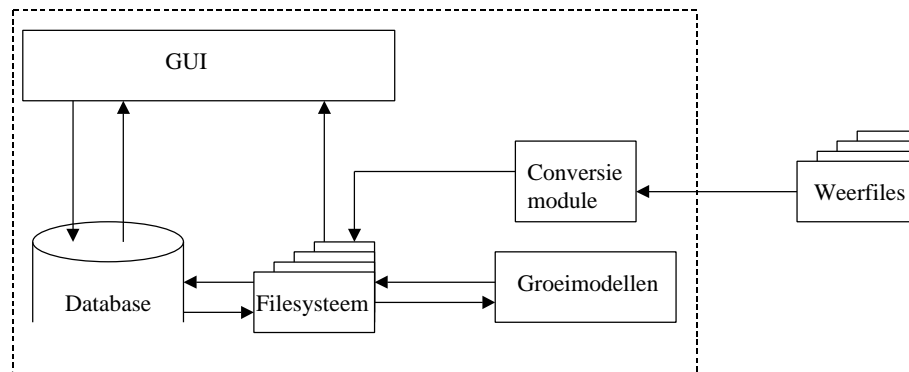 GUI
Conversie
module
Weerfiles
Database
Filesysteem
Groeimodellen